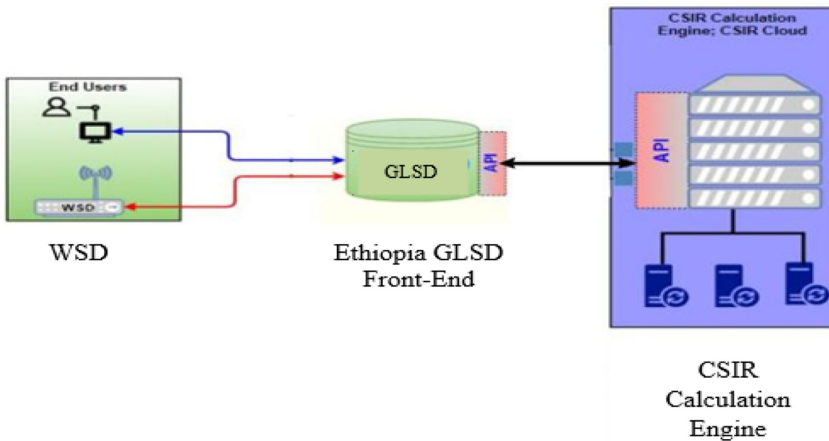 CSIR Calculation
Engine; CSIR Cloud
End Users
API
GLSD
API
WSD
WSD
Ethiopia GLSD
Front-End
CSIR
Calculation
Engine